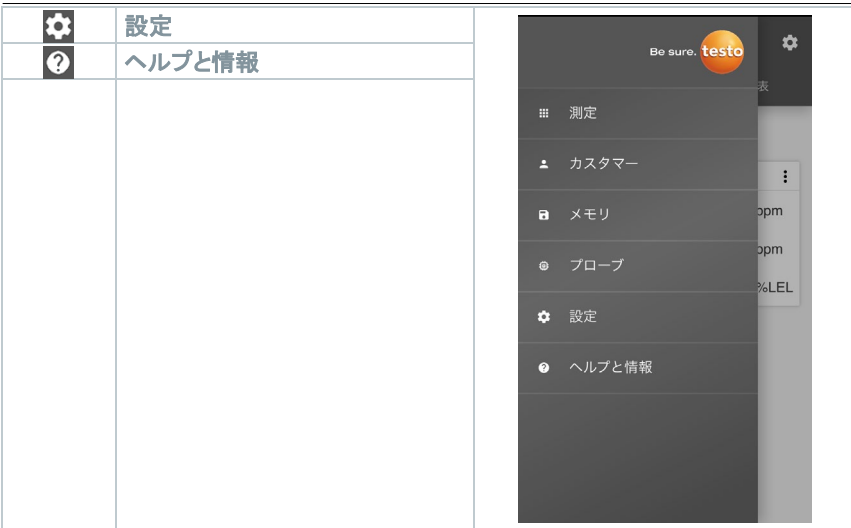 設定
ヘルプと情報
Be sure. testo
表
測定
カスタマー
メモリ
ppm
プローブ
ppm
%LEL
設定
ヘルプと情報